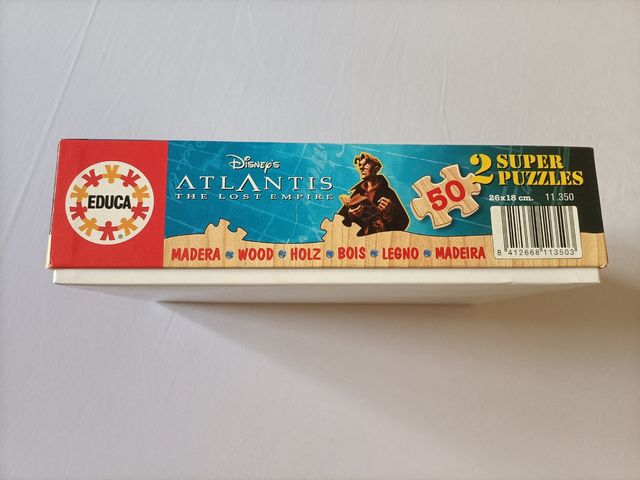 EDUCA
DISNEY'S
ATLANTIS
THE LOST EMPIRE
50
2 SUPER
PUZZLES
26x18 cm. 11.350
MADERA WOOD HOLZ BOIS LEGNO MADEIRA
8 412668 113503